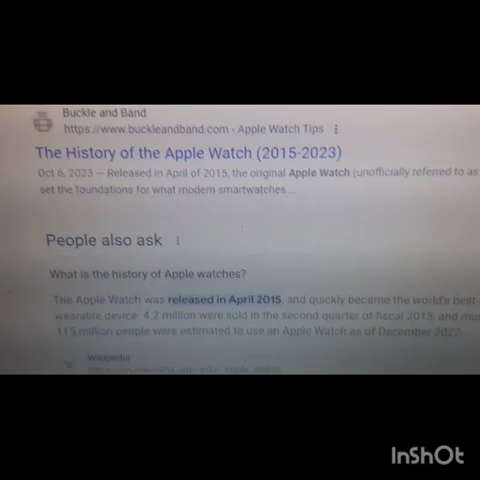 Buckle and Band
https://www.buckleandband.com › Apple Watch Tips
The History of the Apple Watch (2015-2023)
Oct 6, 2023 — Released in April of 2015, the original Apple Watch (unofficially referred to as
set the foundations for what modern smartwatches ...
People also ask
What is the history of Apple watches?
The Apple Watch was released in April 2015, and quickly became the world's best-
wearable device: 4.2 million were sold in the second quarter of fiscal 2015, and mor
115 million people were estimated to use an Apple Watch as of December 2022.
Wikipedia
InShOt